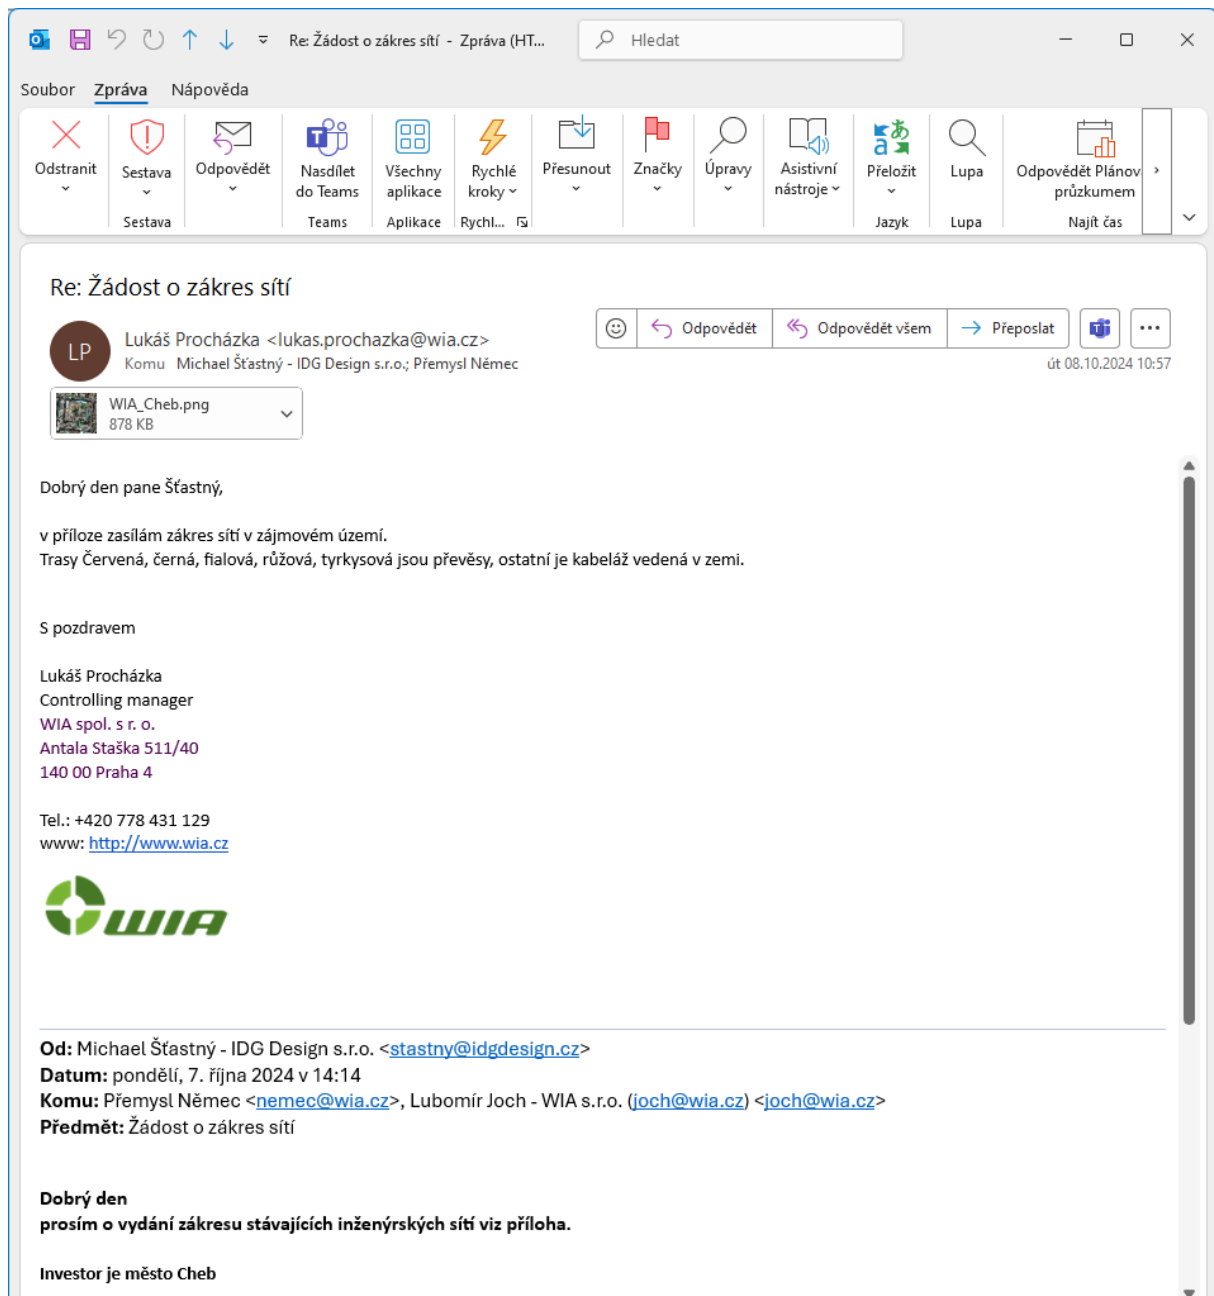 Re: Žádost o zákres sítí - Zpráva (HT...
Hledat
Soubor Zpráva Nápověda
Odstranit
Sestava
Odpovědět
Nasdílet do Teams
Všechny aplikace
Rychlé kroky
Přesunout
Značky
Úpravy
Asistivní nástroje
Přeložit
Lupa
Odpovědět Plánov průzkumem
Sestava Teams Aplikace Rychl... Jazyk Lupa Najít čas
Re: Žádost o zákres sítí
LP
Lukáš Procházka <lukas.prochazka@wia.cz>
Komu Michael Šťastný - IDG Design s.r.o.; Přemysl Němec
Odpovědět Odpovědět všem Přeposlat
út 08.10.2024 10:57
WIA_Cheb.png
878 KB
Dobrý den pane Šťastný,
v příloze zasílám zákres sítí v zájmovém území.
Trasy Červená, černá, fialová, růžová, tyrkysová jsou převěsy, ostatní je kabeláž vedená v zemi.
S pozdravem
Lukáš Procházka
Controlling manager
WIA spol. s r. o.
Antala Staška 511/40
140 00 Praha 4
Tel.: +420 778 431 129
www: http://www.wia.cz
WIA
Od: Michael Šťastný - IDG Design s.r.o. <stastny@idgdesign.cz>
Datum: pondělí, 7. října 2024 v 14:14
Komu: Přemysl Němec <nemec@wia.cz>, Lubomír Joch - WIA s.r.o. (joch@wia.cz) <joch@wia.cz>
Předmět: Žádost o zákres sítí
Dobrý den
prosím o vydání zákresu stávajících inženýrských sítí viz příloha.
Investor je město Cheb